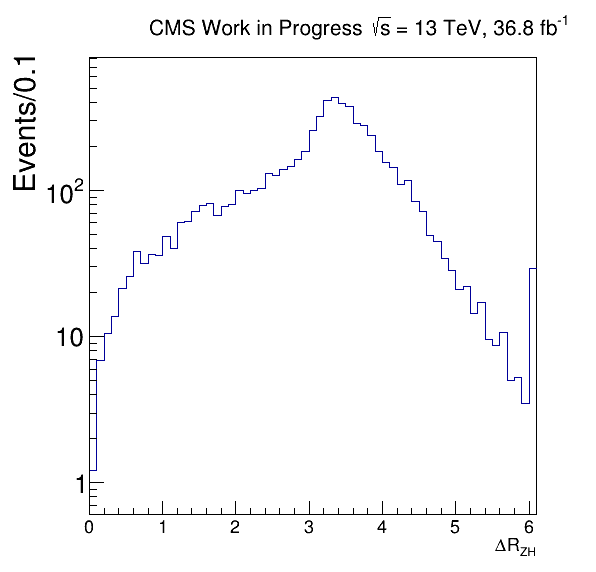 CMS Work in Progress √s = 13 TeV, 36.8 fb⁻¹
Events/0.1
10²
10
1
0 1 2 3 4 5 6
ΔR_ZH